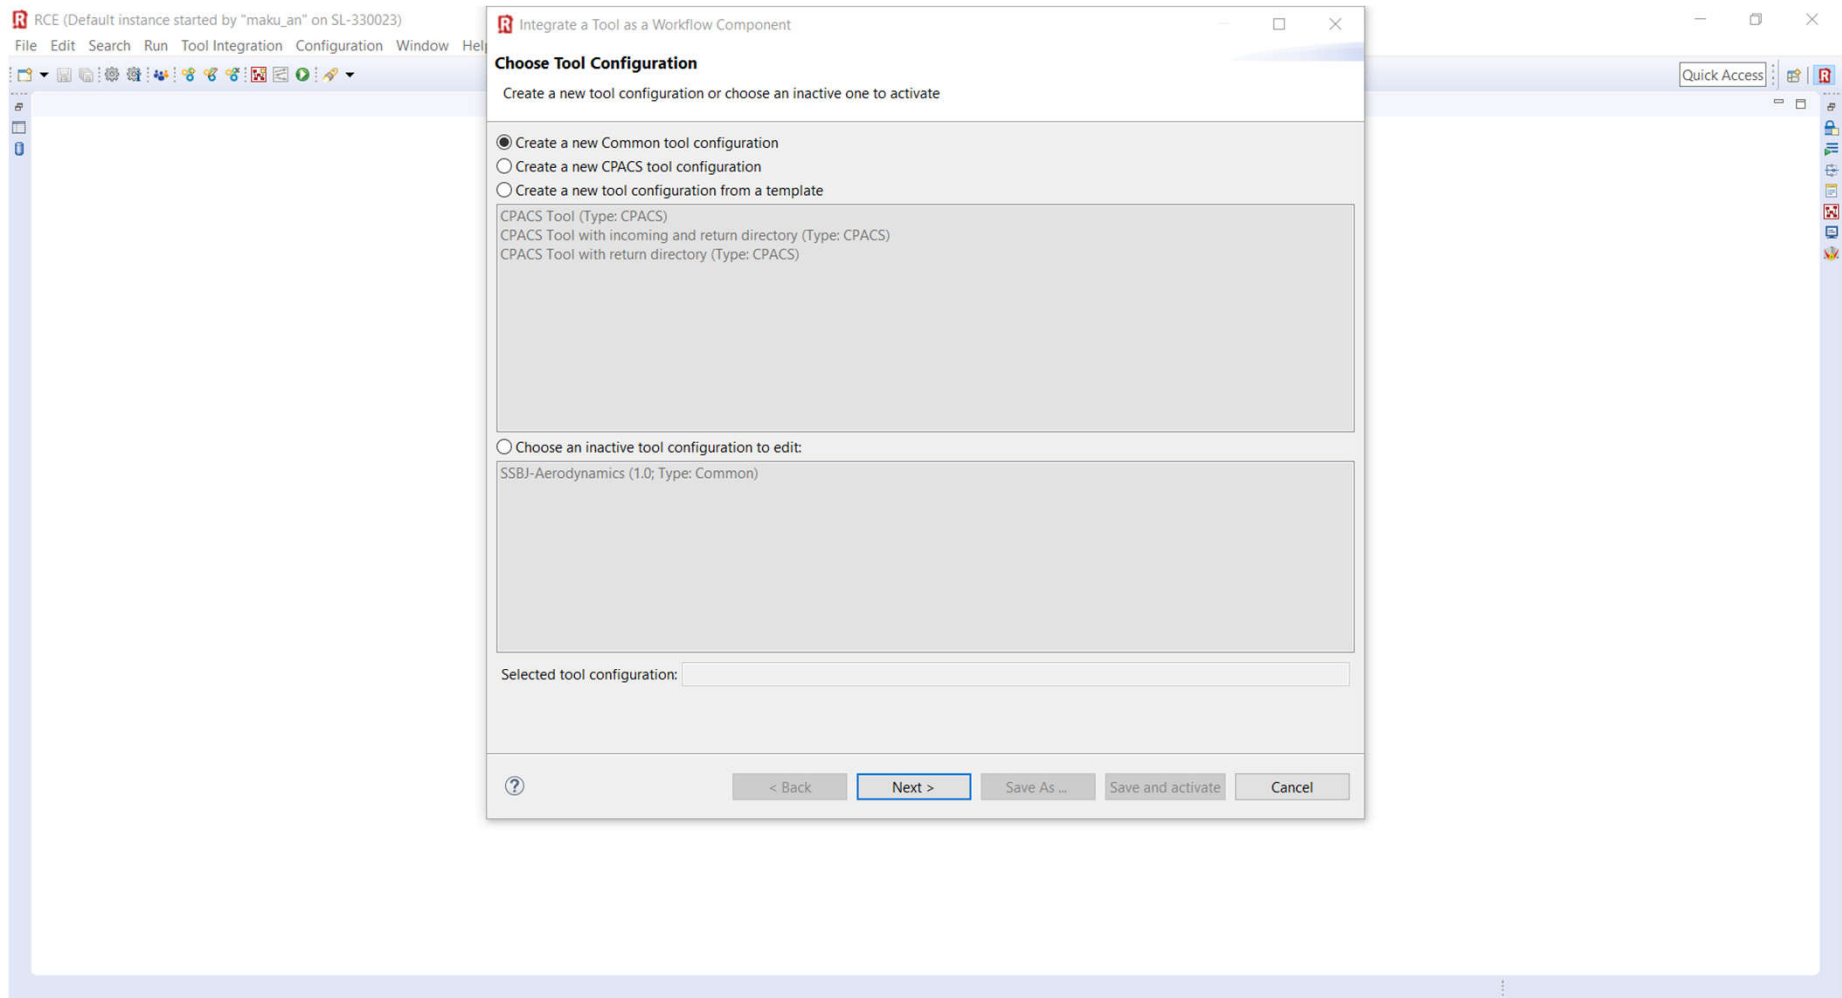 RCE (Default instance started by "maku_an" on SL-330023)
File Edit Search Run Tool Integration Configuration Window Help
Quick Access
Integrate a Tool as a Workflow Component
Choose Tool Configuration
Create a new tool configuration or choose an inactive one to activate
Create a new Common tool configuration
Create a new CPACS tool configuration
Create a new tool configuration from a template
CPACS Tool (Type: CPACS)
CPACS Tool with incoming and return directory (Type: CPACS)
CPACS Tool with return directory (Type: CPACS)
Choose an inactive tool configuration to edit:
SSBJ-Aerodynamics (1.0; Type: Common)
Selected tool configuration:
< Back Next > Save As ... Save and activate Cancel